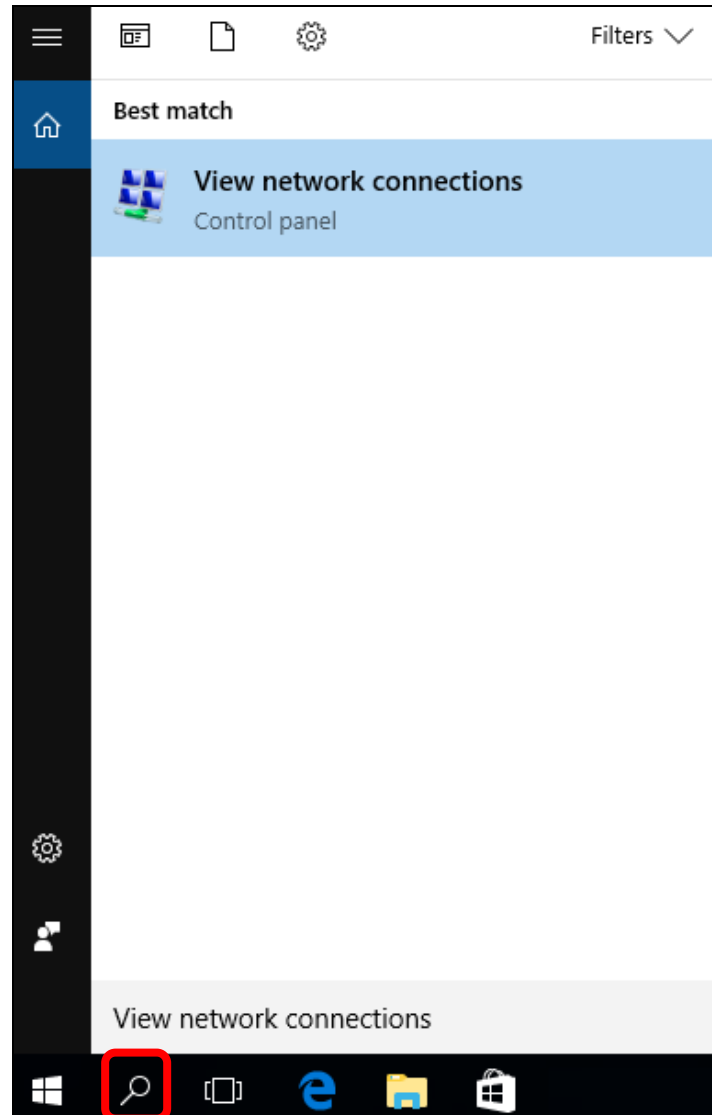 Filters
Best match
View network connections
Control panel
View network connections